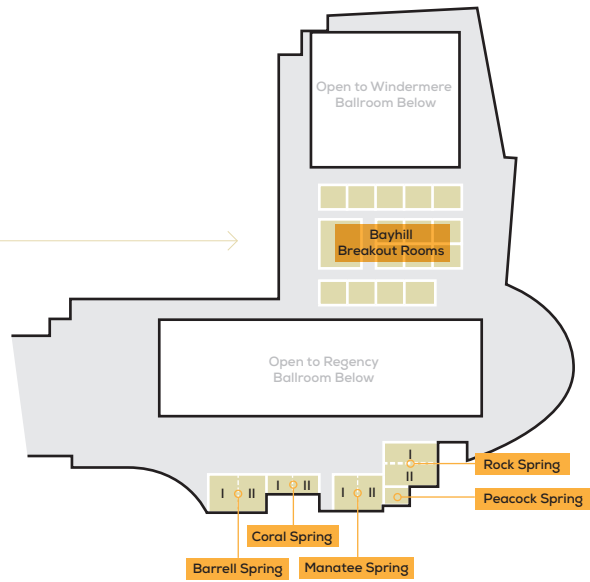 Open to Windermere
Ballroom Below
Bayhill
Breakout Rooms
Open to Regency
Ballroom Below
I
II
Rock Spring
I II
I II
I II
Peacock Spring
Coral Spring
Barrell Spring
Manatee Spring